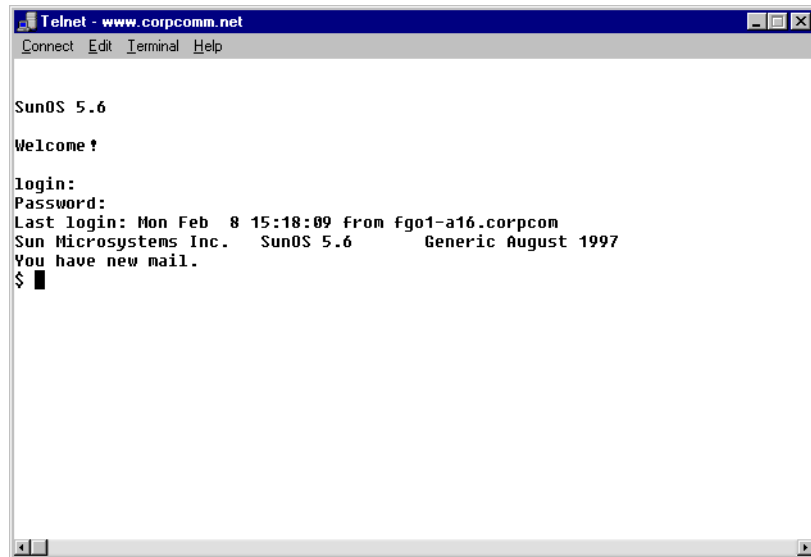 Telnet - www.corpcomm.net
Connect Edit Terminal Help
SunOS 5.6
Welcome!
login:
Password:
Last login: Mon Feb  8 15:18:09 from fgo1-a16.corpcom
Sun Microsystems Inc.   SunOS 5.6       Generic August 1997
You have new mail.
$